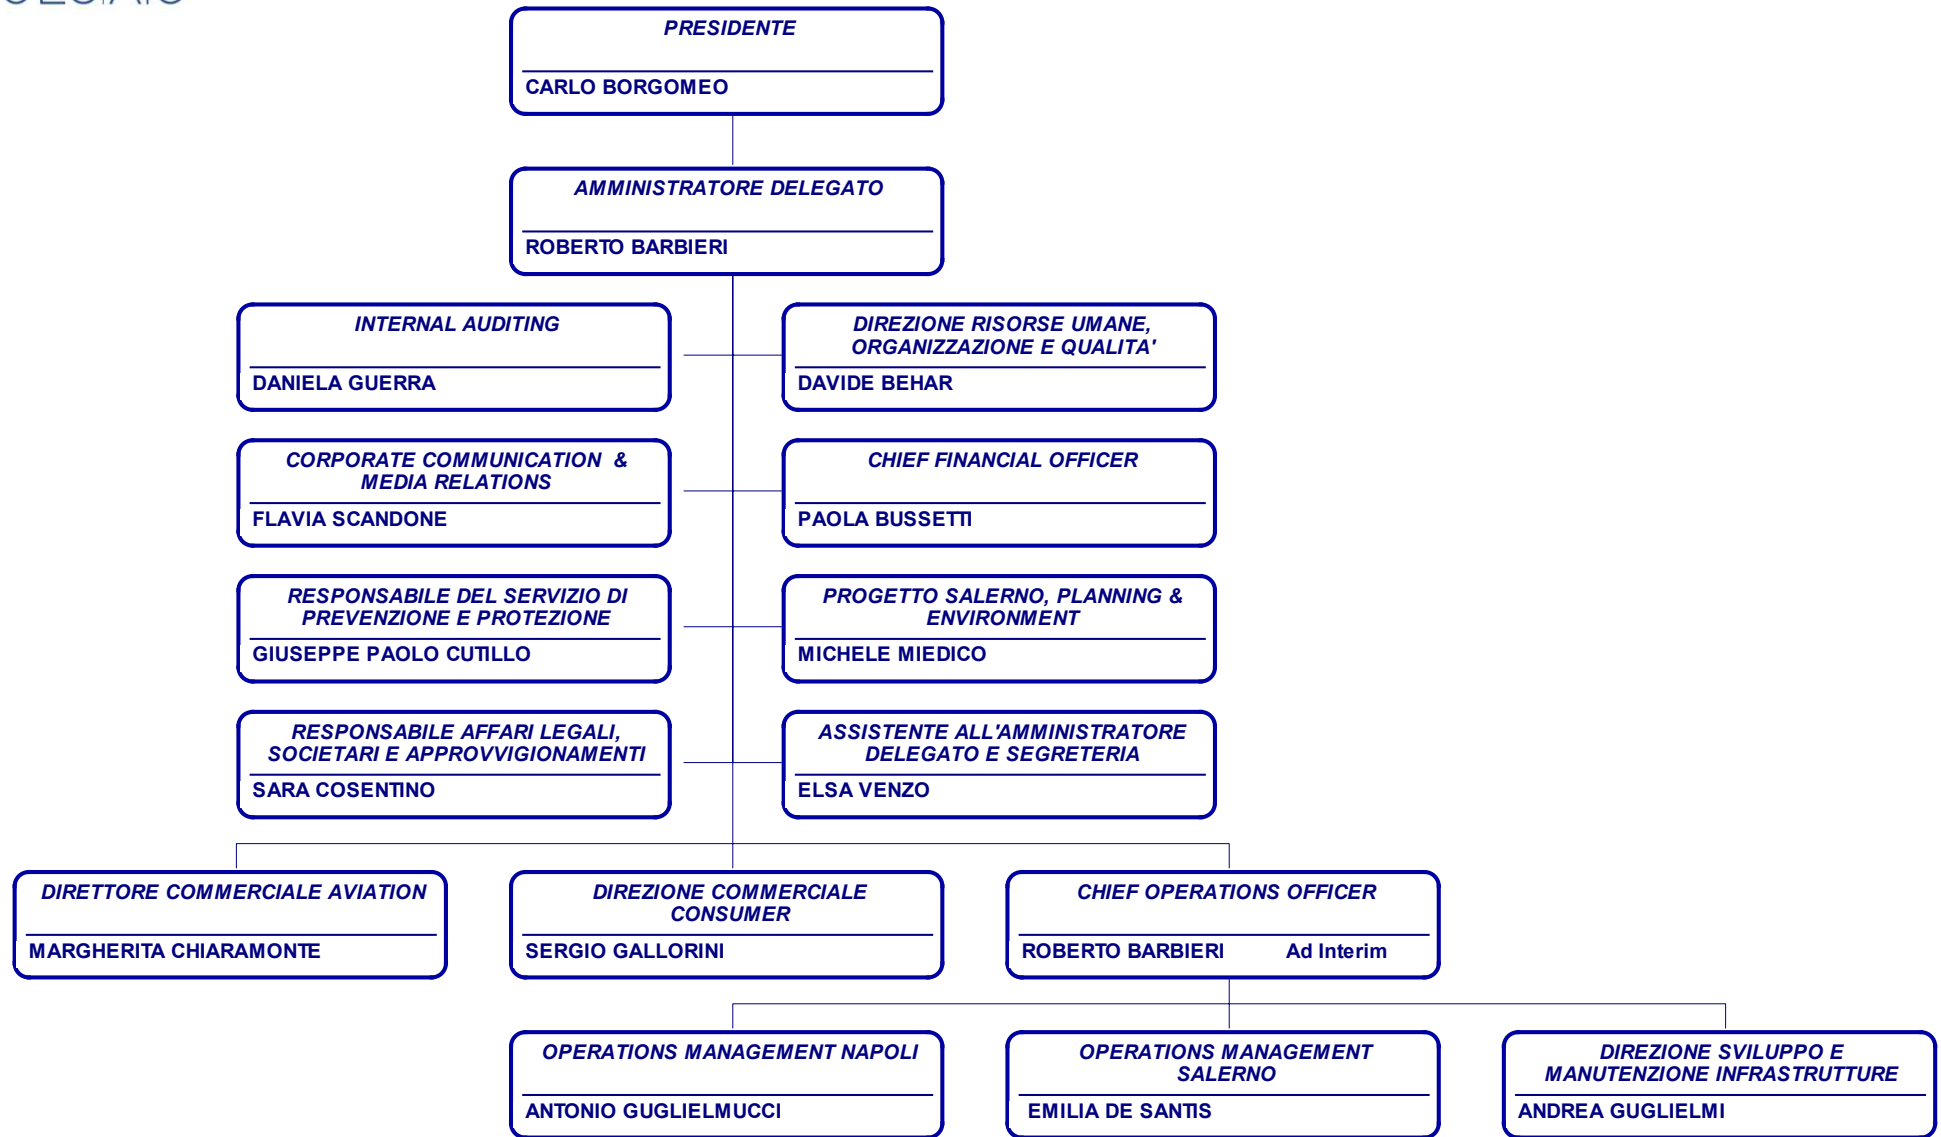 PRESIDENTE
CARLO BORGOMEO
AMMINISTRATORE DELEGATO
ROBERTO BARBIERI
INTERNAL AUDITING
DANIELA GUERRA
DIREZIONE RISORSE UMANE,
ORGANIZZAZIONE E QUALITA'
DAVIDE BEHAR
CORPORATE COMMUNICATION &
MEDIA RELATIONS
FLAVIA SCANDONE
CHIEF FINANCIAL OFFICER
PAOLA BUSSETTI
RESPONSABILE DEL SERVIZIO DI
PREVENZIONE E PROTEZIONE
GIUSEPPE PAOLO CUTILLO
PROGETTO SALERNO, PLANNING &
ENVIRONMENT
MICHELE MIEDICO
RESPONSABILE AFFARI LEGALI,
SOCIETARI E APPROVVIGIONAMENTI
SARA COSENTINO
ASSISTENTE ALL'AMMINISTRATORE
DELEGATO E SEGRETERIA
ELSA VENZO
DIRETTORE COMMERCIALE AVIATION
MARGHERITA CHIARAMONTE
DIREZIONE COMMERCIALE
CONSUMER
SERGIO GALLORINI
CHIEF OPERATIONS OFFICER
ROBERTO BARBIERI Ad Interim
OPERATIONS MANAGEMENT NAPOLI
ANTONIO GUGLIELMUCCI
OPERATIONS MANAGEMENT
SALERNO
EMILIA DE SANTIS
DIREZIONE SVILUPPO E
MANUTENZIONE INFRASTRUTTURE
ANDREA GUGLIELMI